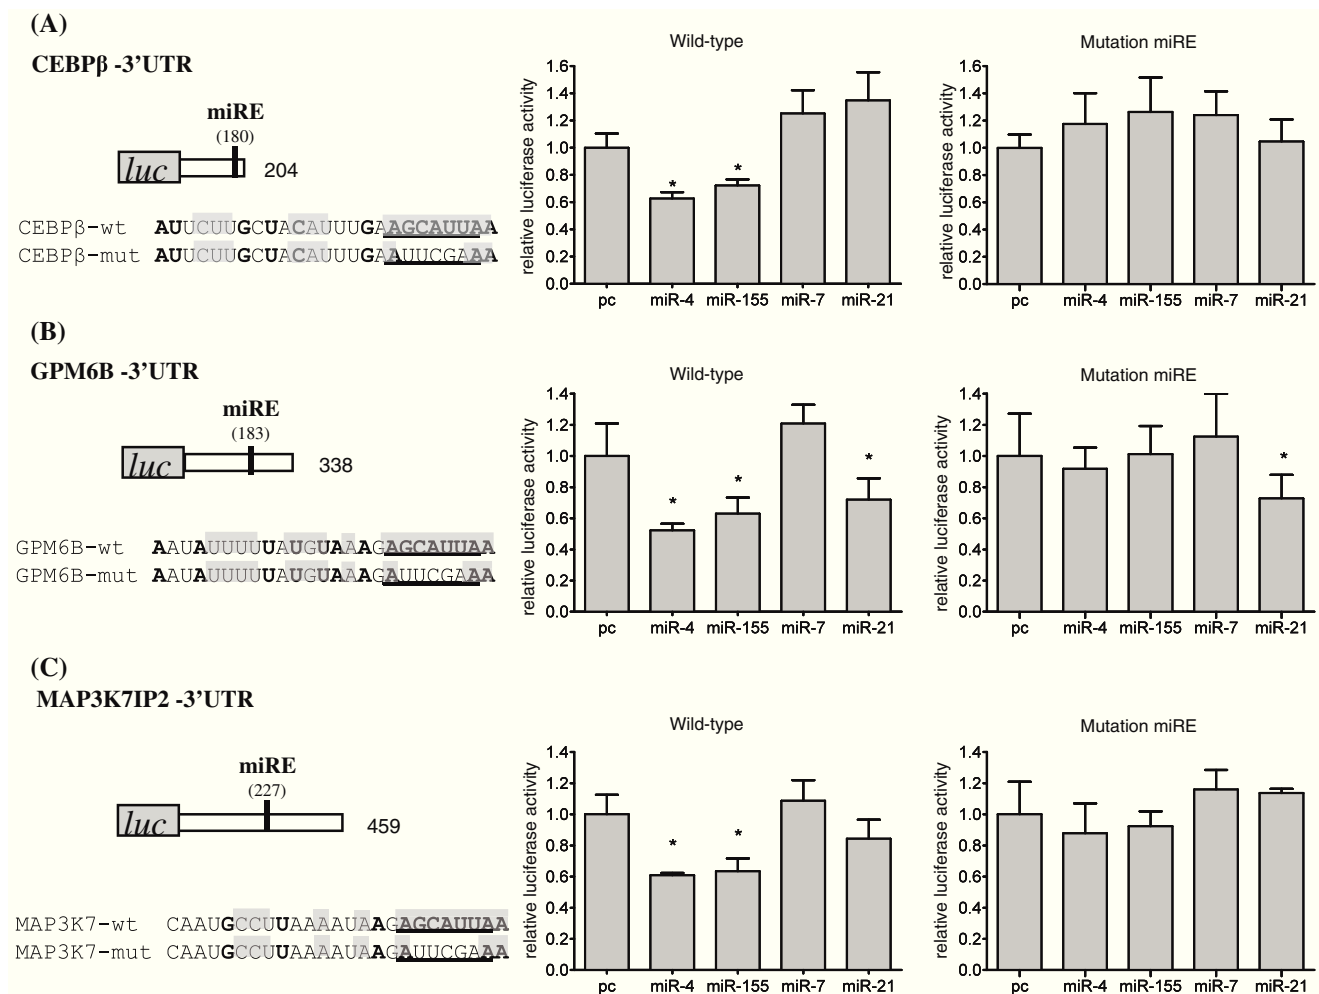 (A)
CEBPβ -3'UTR
miRE
(180)
luc
204
CEBPβ-wt AUUCUUGCUACAUUUGAAGCAUUAA
CEBPβ-mut AUUCUUGCUACAUUUGAAUUCGAAA
Wild-type
relative luciferase activity
1.6
1.4
1.2
1.0
0.8
0.6
0.4
0.2
0.0
* *
pc miR-4 miR-155 miR-7 miR-21
Mutation miRE
relative luciferase activity
1.6
1.4
1.2
1.0
0.8
0.6
0.4
0.2
0.0
pc miR-4 miR-155 miR-7 miR-21
(B)
GPM6B -3'UTR
miRE
(183)
luc
338
GPM6B-wt AAUAUUUUUAUGUAAAGAGCAUUAA
GPM6B-mut AAUAUUUUUAUGUAAAGAUUCGAAA
Wild-type
relative luciferase activity
1.4
1.2
1.0
0.8
0.6
0.4
0.2
0.0
* * *
pc miR-4 miR-155 miR-7 miR-21
Mutation miRE
relative luciferase activity
1.4
1.2
1.0
0.8
0.6
0.4
0.2
0.0
*
pc miR-4 miR-155 miR-7 miR-21
(C)
MAP3K7IP2 -3'UTR
miRE
(227)
luc
459
MAP3K7-wt CAAUGCCUUAAAAUAAGAGCAUUAA
MAP3K7-mut CAAUGCCUUAAAAUAAGAUUCGAAA
Wild-type
relative luciferase activity
1.4
1.2
1.0
0.8
0.6
0.4
0.2
0.0
* *
pc miR-4 miR-155 miR-7 miR-21
Mutation miRE
relative luciferase activity
1.4
1.2
1.0
0.8
0.6
0.4
0.2
0.0
pc miR-4 miR-155 miR-7 miR-21